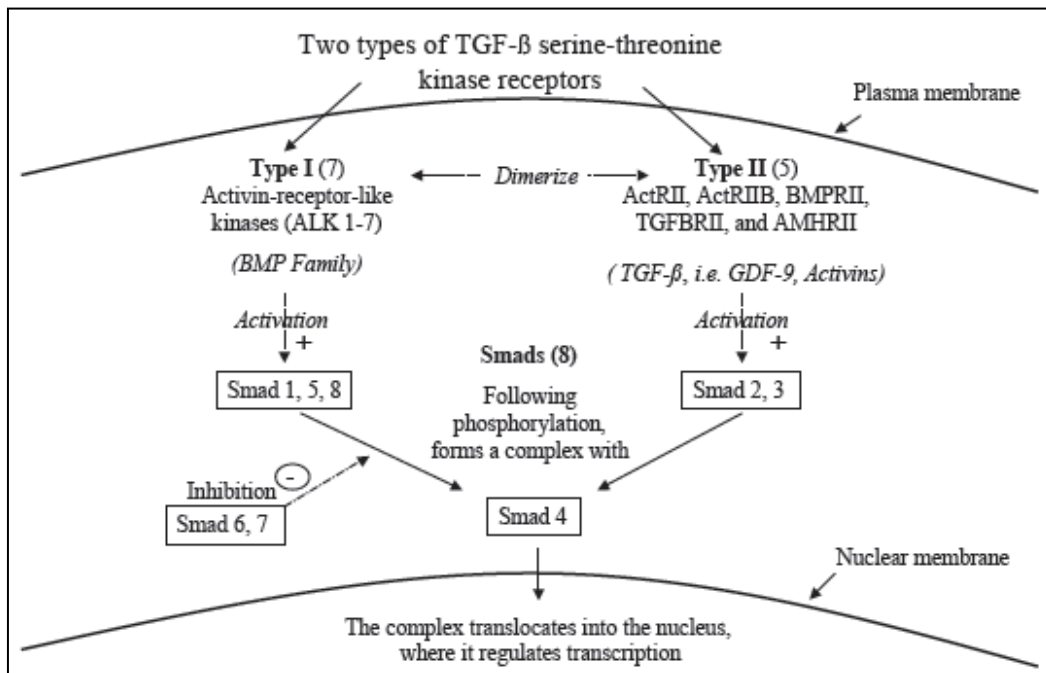 Two types of TGF-ß serine-threonine
kinase receptors
Plasma membrane
Type I (7)
Activin-receptor-like
kinases (ALK 1-7)
Dimerize
Type II (5)
ActRII, ActRIIB, BMPRII,
TGFBRII, and AMHRII
(BMP Family)
( TGF-ß, i.e. GDF-9, Activins)
Activation
+
Activation
+
Smads (8)
Smad 1, 5, 8
Smad 2, 3
Following
phosphorylation,
forms a complex with
Inhibition
-
Smad 6, 7
Smad 4
Nuclear membrane
The complex translocates into the nucleus,
where it regulates transcription